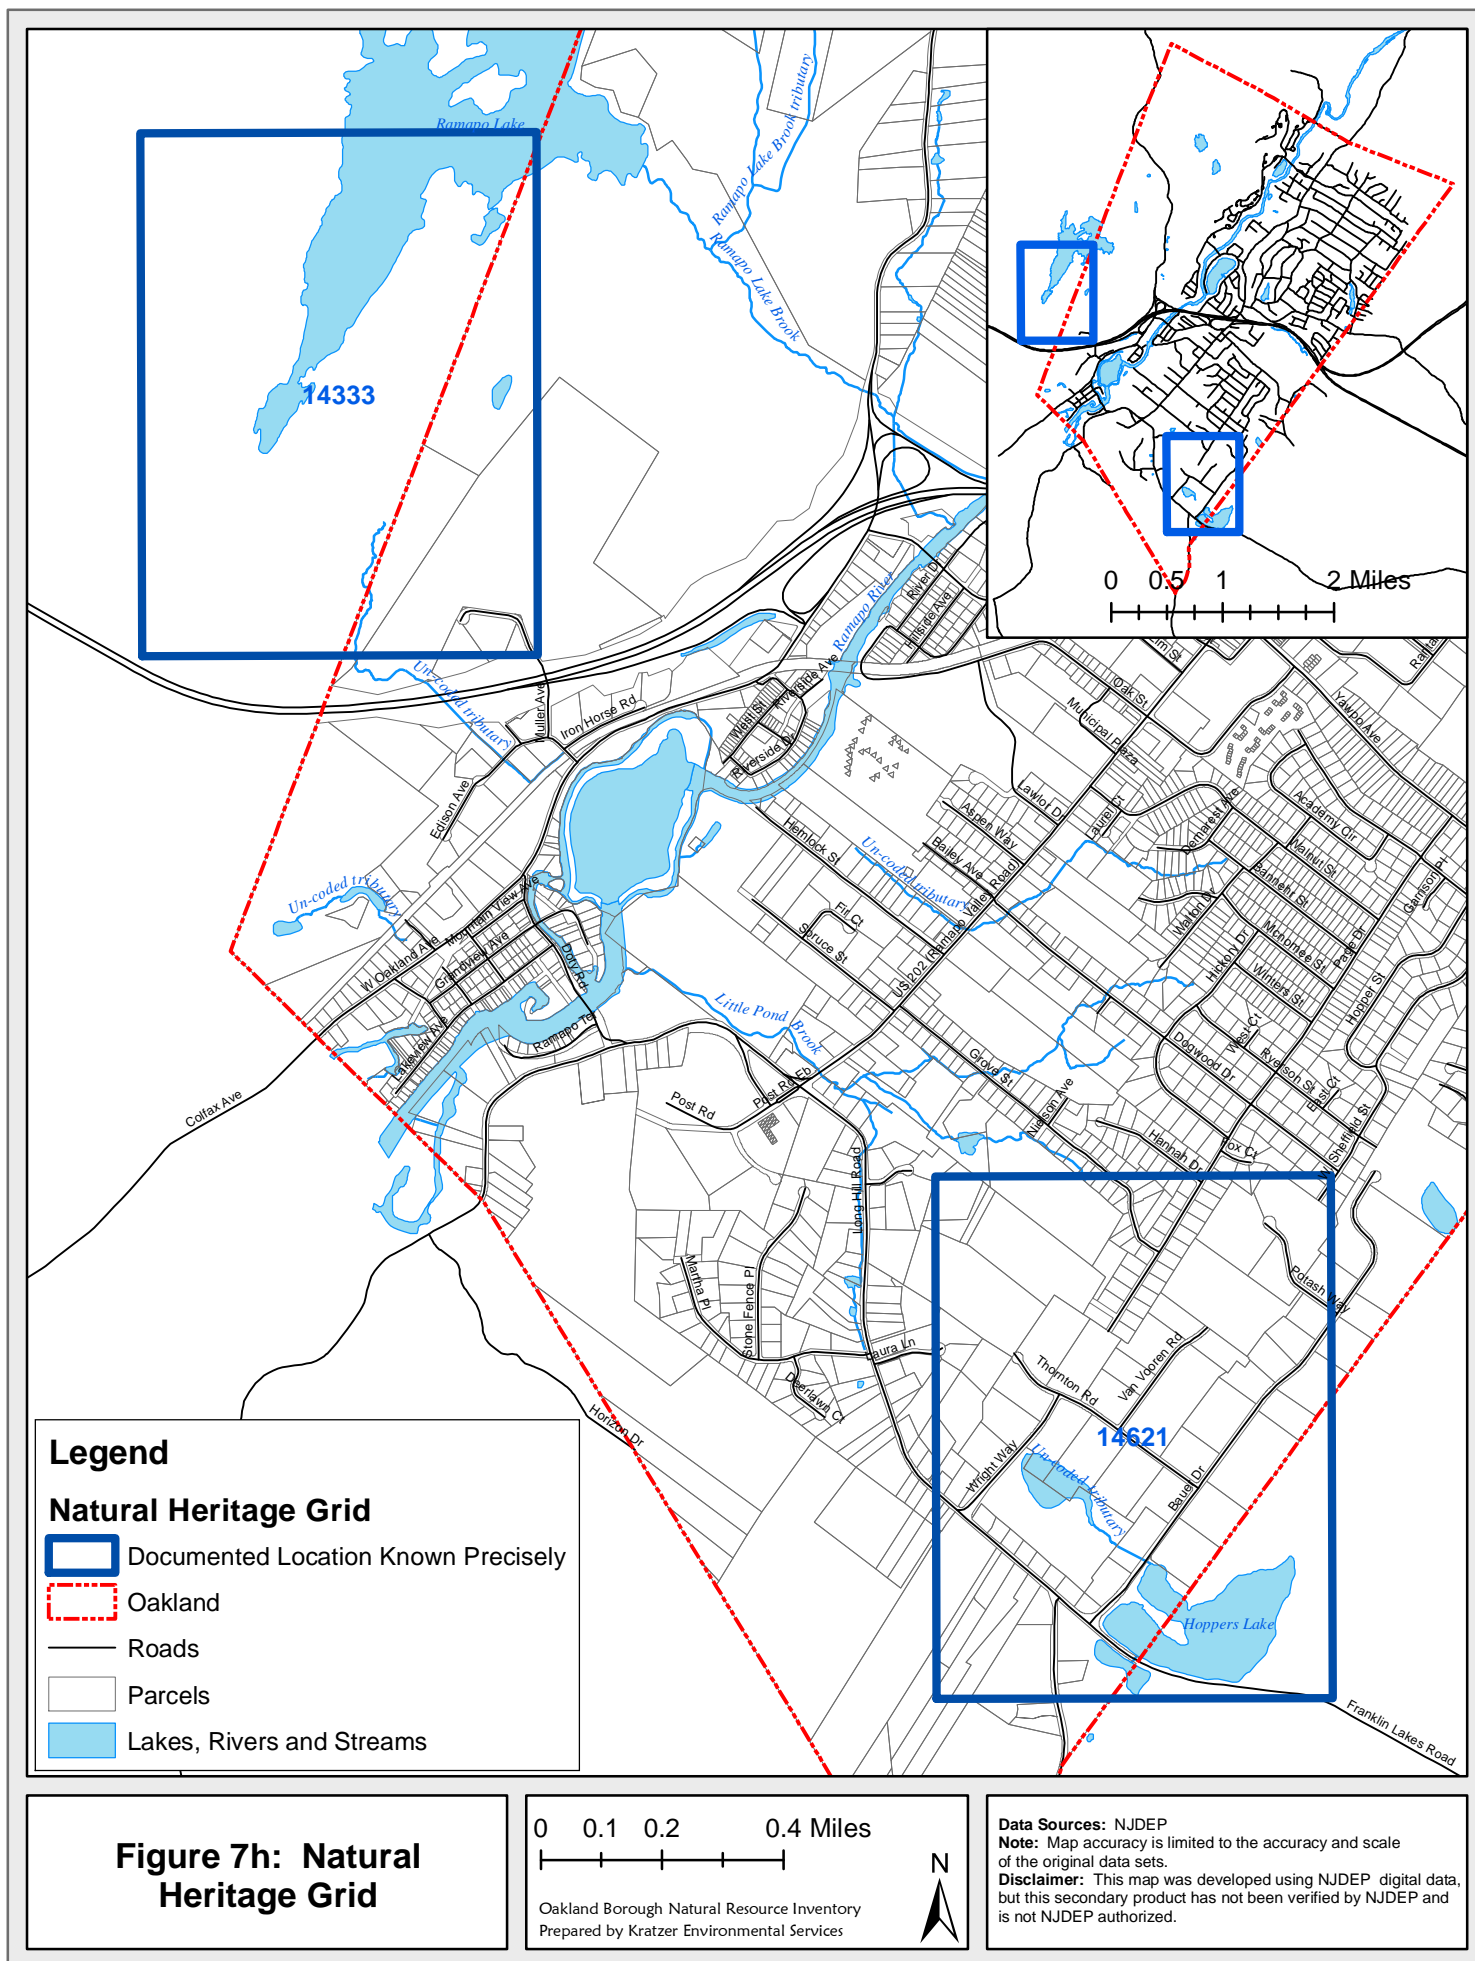 Ramapo Lake
Ramapo Lake Brook tributary
Ramapo Lake Brook
14333
0 0.5 1 2 Miles
Ramapo River
River Dr
Hillside Ave
Elm St
Oak St
Municipal Plaza
Yawpo Ave
Un-coded tributary
Muller Ave
Iron Horse Rd
West St
Riverside Ave
Riverside Dr
Edison Ave
Lawlor Dr
Laurel Ct
Aspen Way
Bailey Ave
Hemlock St
Un-coded tributary
Demarest Ave
Academy Cir
Walnut St
Bannehr St
Garrison Pl
Un-coded tributary
Mountain View Ave
W Oakland Ave
Grandview Ave
Doty Rd
Fir Ct
Spruce St
US 202 (Ramapo Valley Road)
Walton Dr
Mcnomee St
Page Dr
Hickory Dr
Winters St
Hopper St
Lakeview Ave
Ramapo Ter
Little Pond Brook
Grove St
Dogwood Dr
West Ct
Ryerson St
East Ct
Colfax Ave
Post Rd
Post Rd Eb
Nielson Ave
Hannah Dr
Fox Ct
W Sheffield St
Long Hill Road
Martha Pl
Stone Fence Pl
Potash Way
Laura Ln
Deerlawn Ct
Thornton Rd
Van Vooren Rd
14621
Horizon Dr
Wright Way
Un-coded tributary
Bauer Dr
Hoppers Lake
Franklin Lakes Road
Legend
Natural Heritage Grid
Documented Location Known Precisely
Oakland
Roads
Parcels
Lakes, Rivers and Streams
Figure 7h: Natural
Heritage Grid
0 0.1 0.2 0.4 Miles
N
Oakland Borough Natural Resource Inventory
Prepared by Kratzer Environmental Services
Data Sources: NJDEP
Note: Map accuracy is limited to the accuracy and scale
of the original data sets.
Disclaimer: This map was developed using NJDEP digital data,
but this secondary product has not been verified by NJDEP and
is not NJDEP authorized.